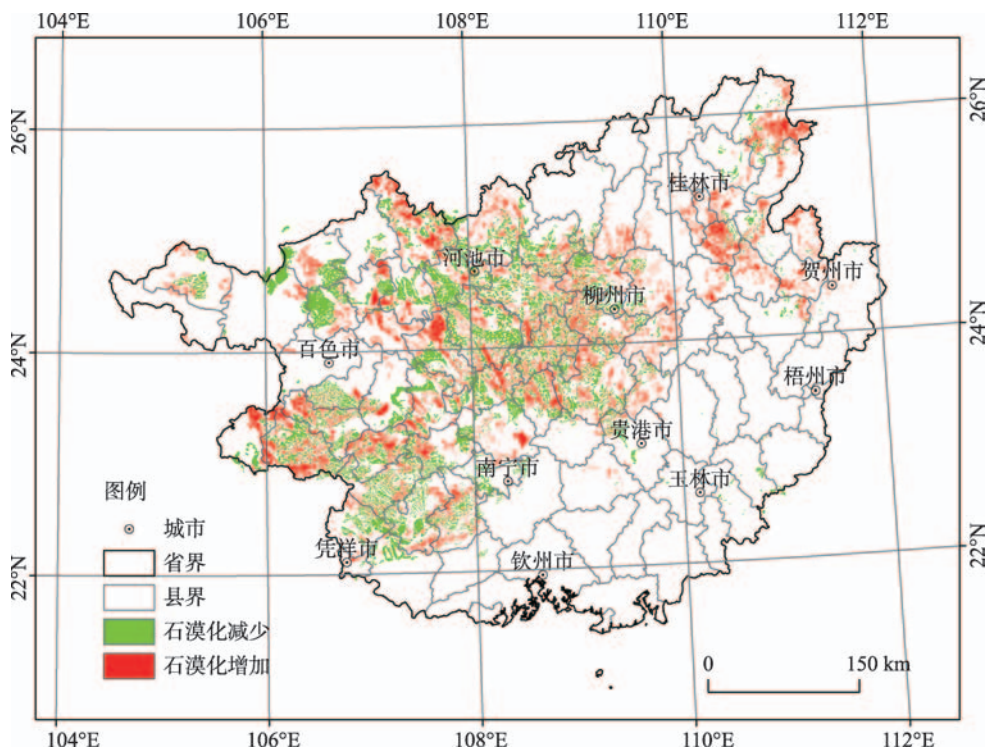 104°E 106°E 108°E 110°E 112°E
26°N 26°N
桂林市
河池市
贺州市
柳州市
24°N 24°N
百色市
梧州市
贵港市
南宁市
玉林市
图例
城市
凭祥市
钦州市
22°N 22°N
省界
县界
石漠化减少
石漠化增加
0 150 km
104°E 106°E 108°E 110°E 112°E